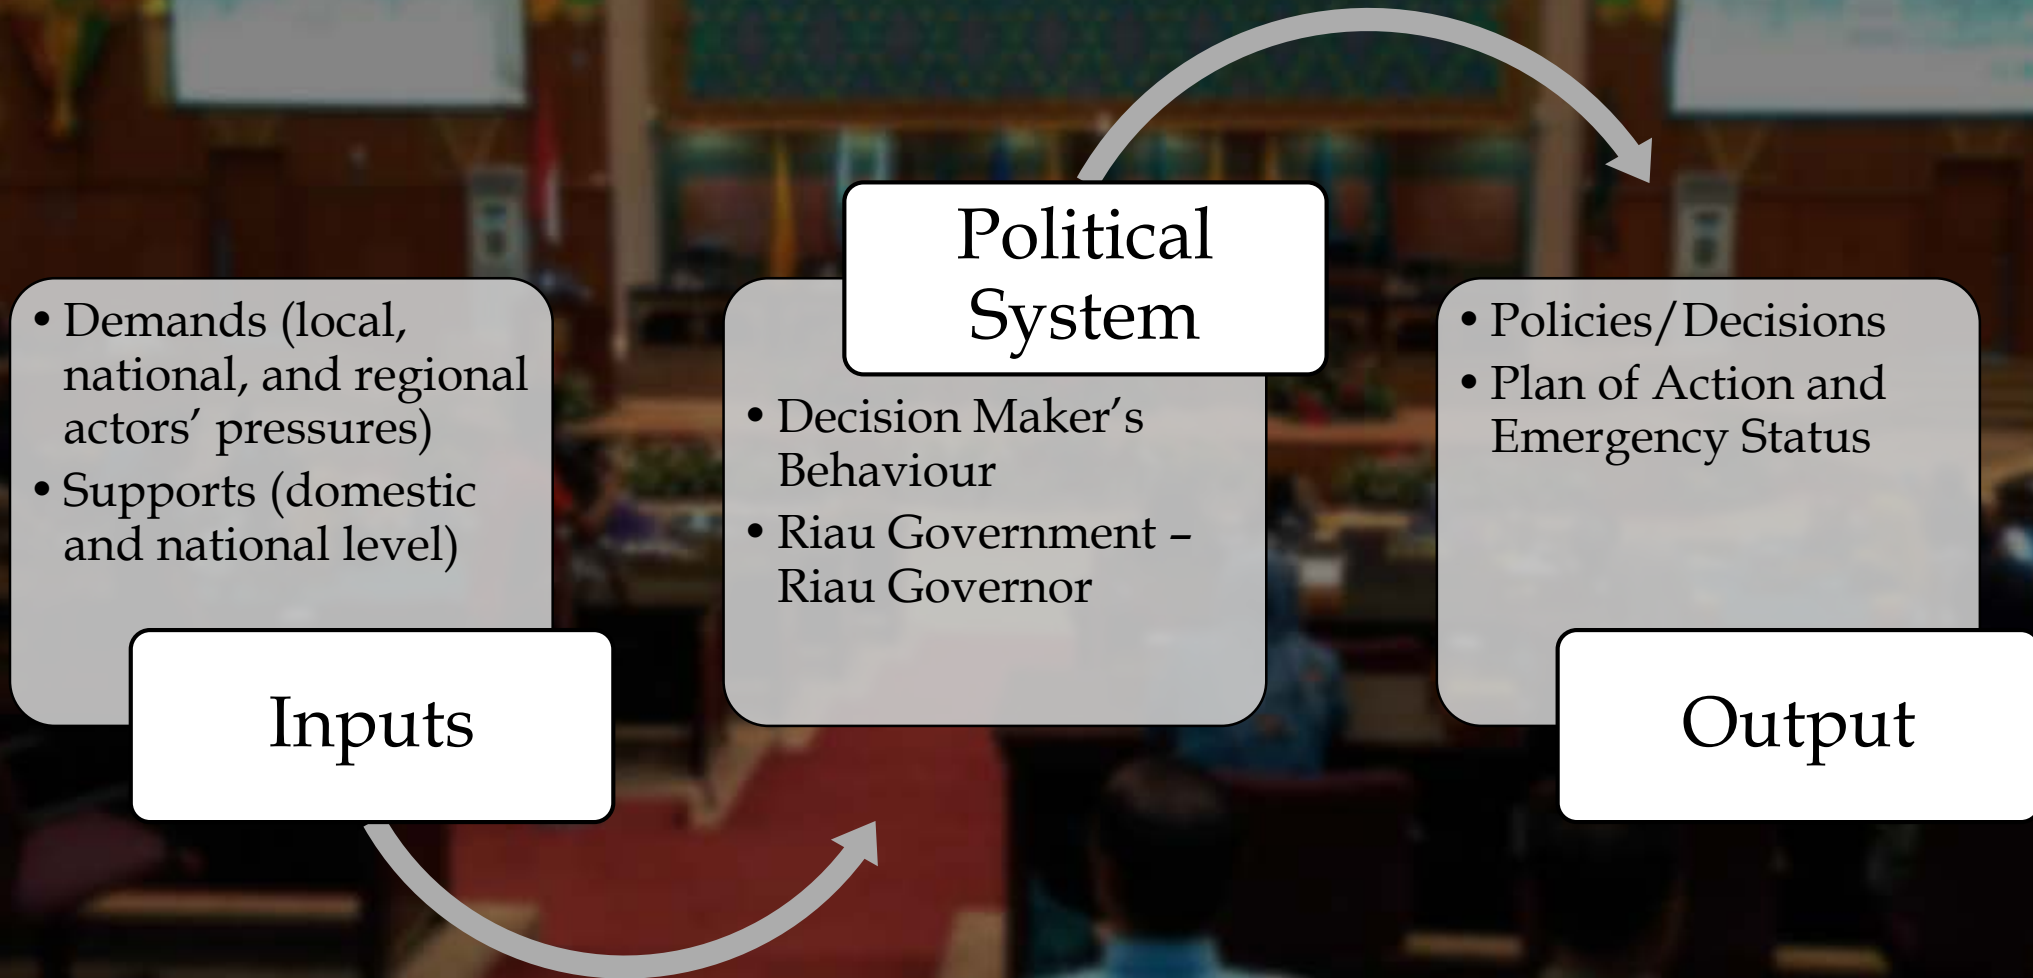 • Demands (local,
national, and regional
actors’ pressures)
• Supports (domestic
and national level)
Inputs
Political
System
• Decision Maker’s
Behaviour
• Riau Government –
Riau Governor
• Policies/Decisions
• Plan of Action and
Emergency Status
Output